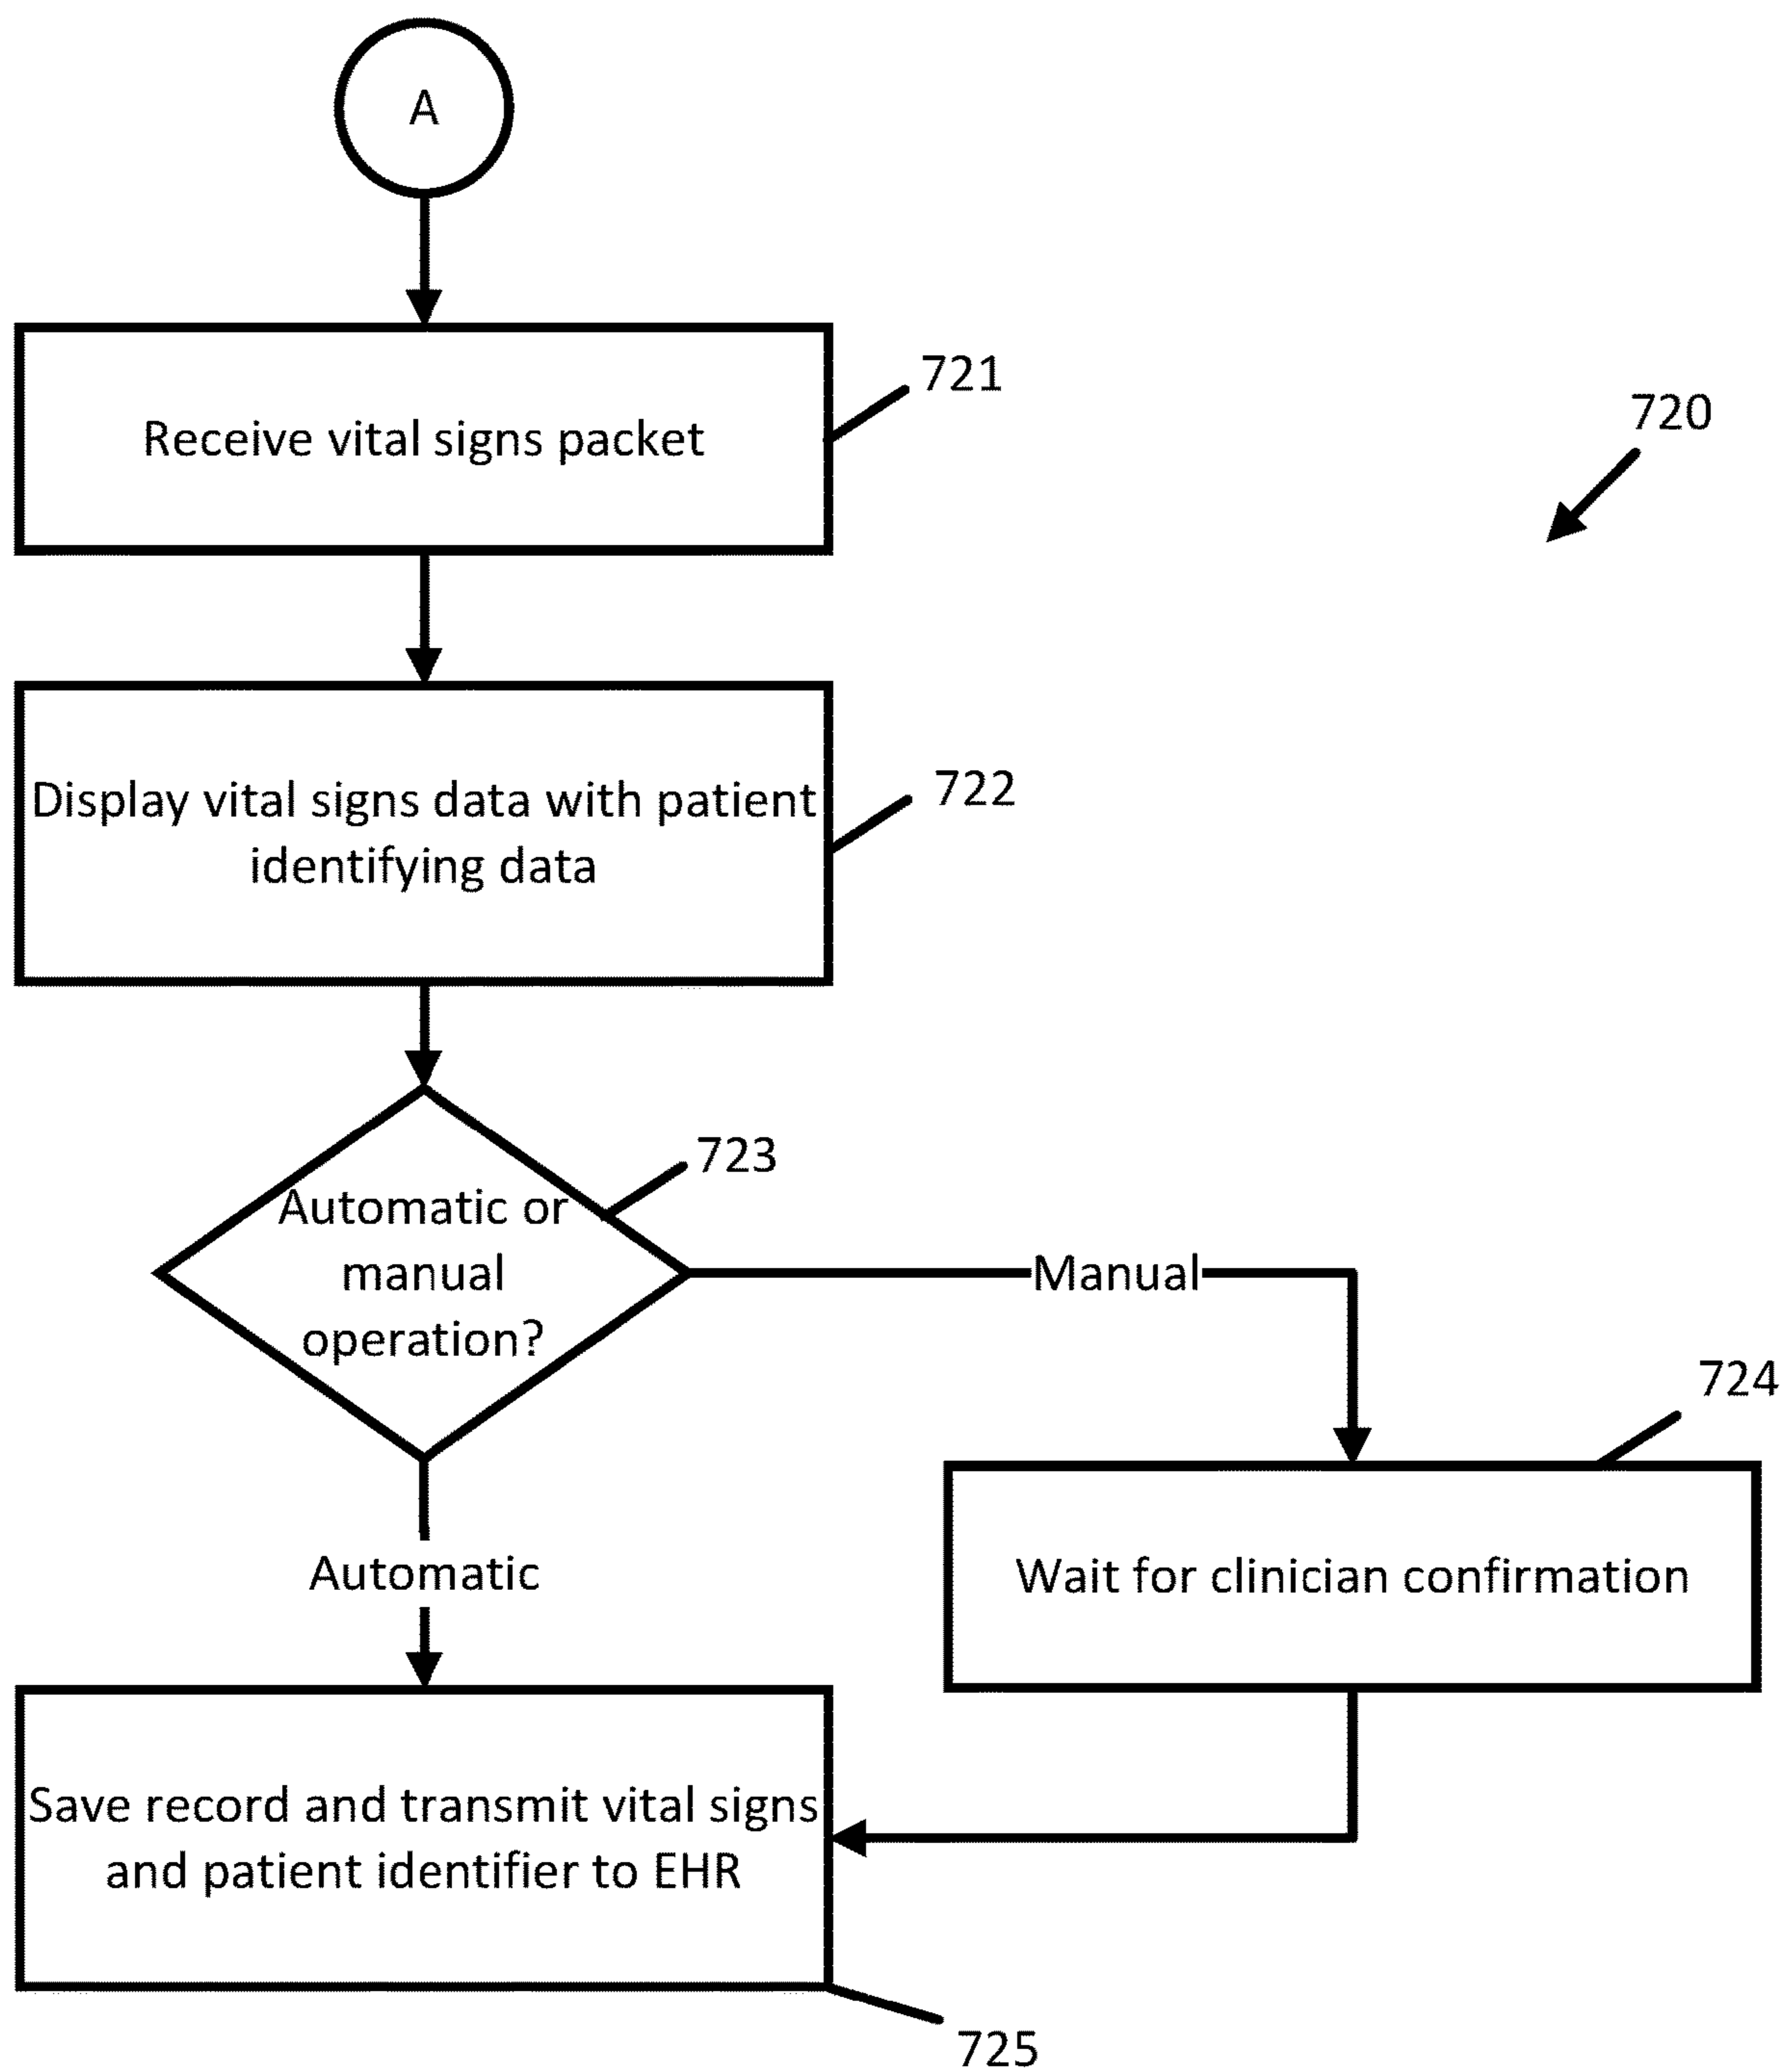 A
Receive vital signs packet
721
720
Display vital signs data with patient
identifying data
722
723
Automatic or
manual
operation?
Manual
724
Automatic
Wait for clinician confirmation
Save record and transmit vital signs
and patient identifier to EHR
725